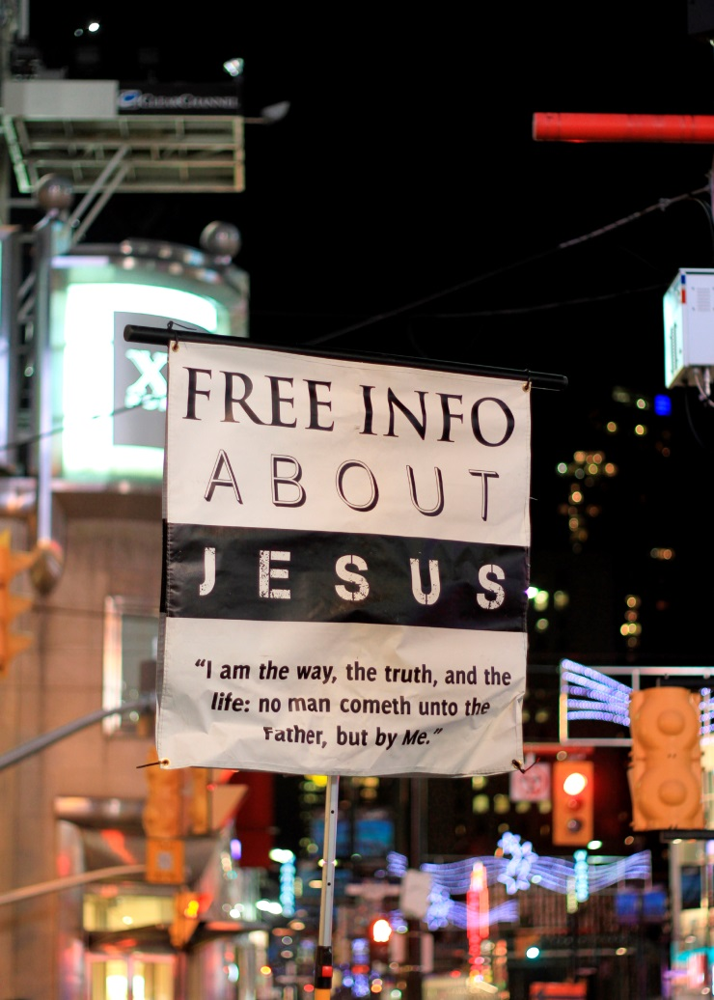 CLEARCHANNEL
FREE INFO
ABOUT
JESUS
“I am the way, the truth, and the
life: no man cometh unto the
Father, but by Me.”